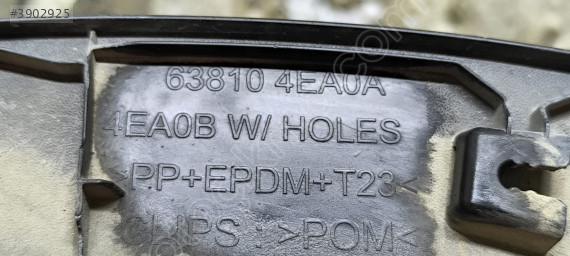 #3902925
63810 4EA0A
4EA0B W/ HOLES
>PP+EPDM+T23<
CLIPS : >POM<